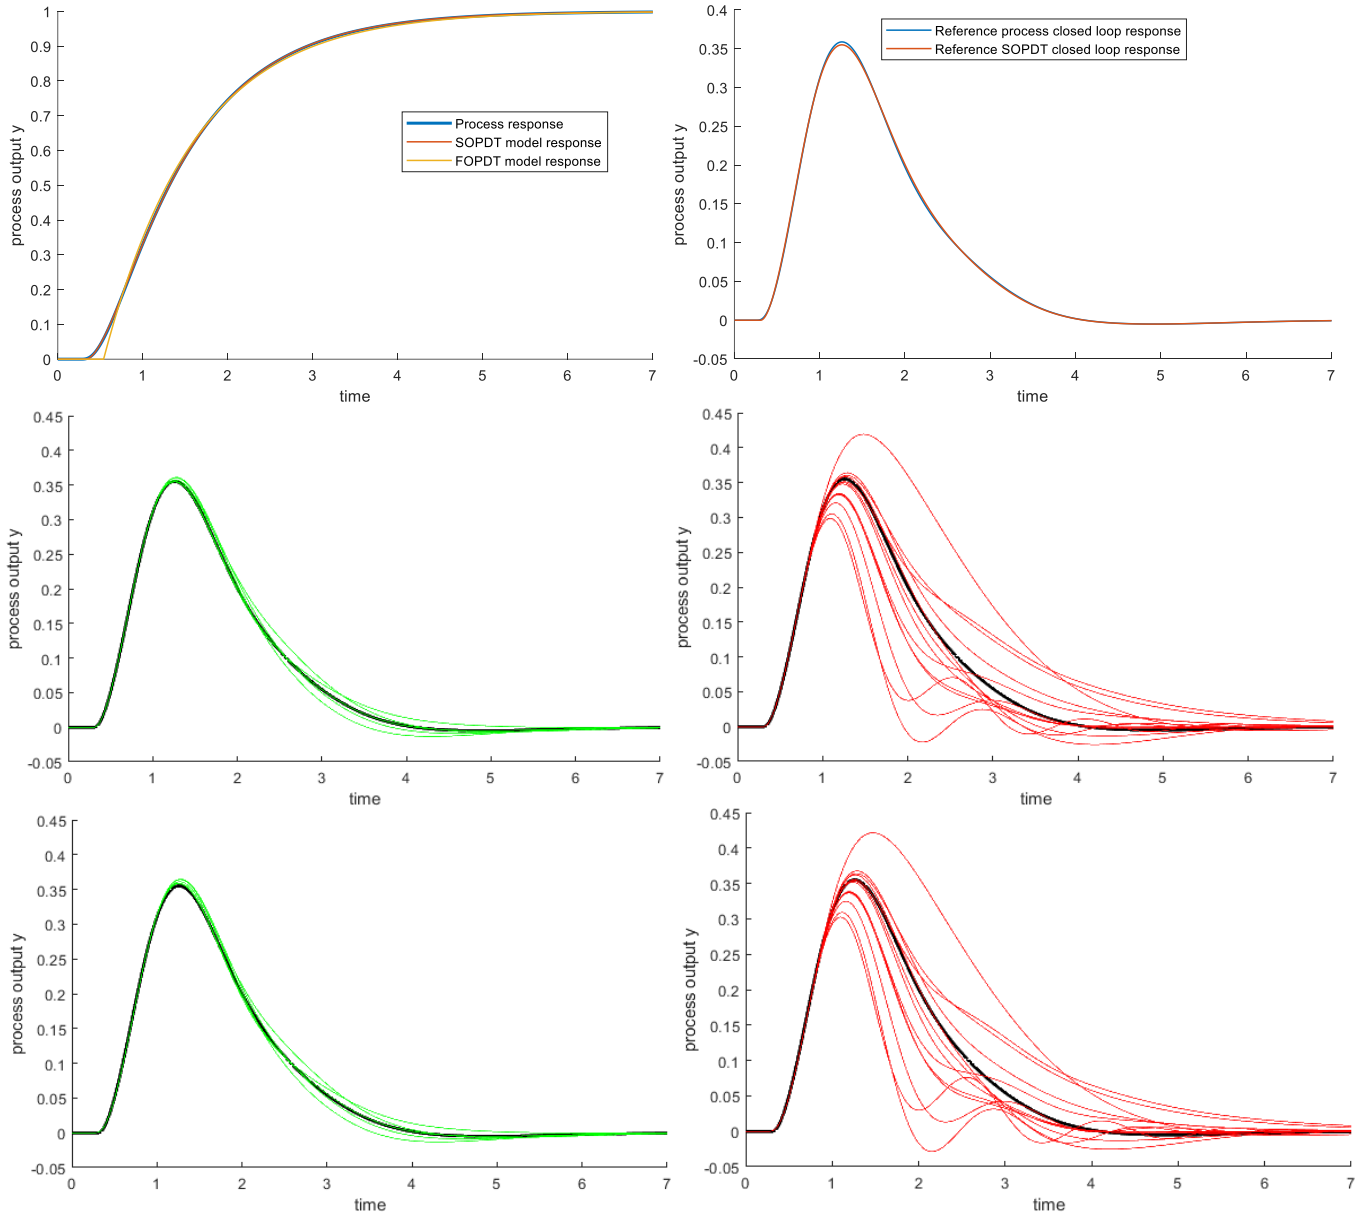 1
0.9
0.8
0.7
0.6
0.5
0.4
0.3
0.2
0.1
0
process output y
Process response
SOPDT model response
FOPDT model response
0 1 2 3 4 5 6 7
time
0.4
0.35
0.3
0.25
0.2
0.15
0.1
0.05
0
-0.05
process output y
Reference process closed loop response
Reference SOPDT closed loop response
0 1 2 3 4 5 6 7
time
0.45
0.4
0.35
0.3
0.25
0.2
0.15
0.1
0.05
0
-0.05
process output y
0 1 2 3 4 5 6 7
time
0.45
0.4
0.35
0.3
0.25
0.2
0.15
0.1
0.05
0
-0.05
process output y
0 1 2 3 4 5 6 7
time
0.45
0.4
0.35
0.3
0.25
0.2
0.15
0.1
0.05
0
-0.05
process output y
0 1 2 3 4 5 6 7
time
0.45
0.4
0.35
0.3
0.25
0.2
0.15
0.1
0.05
0
-0.05
process output y
0 1 2 3 4 5 6 7
time